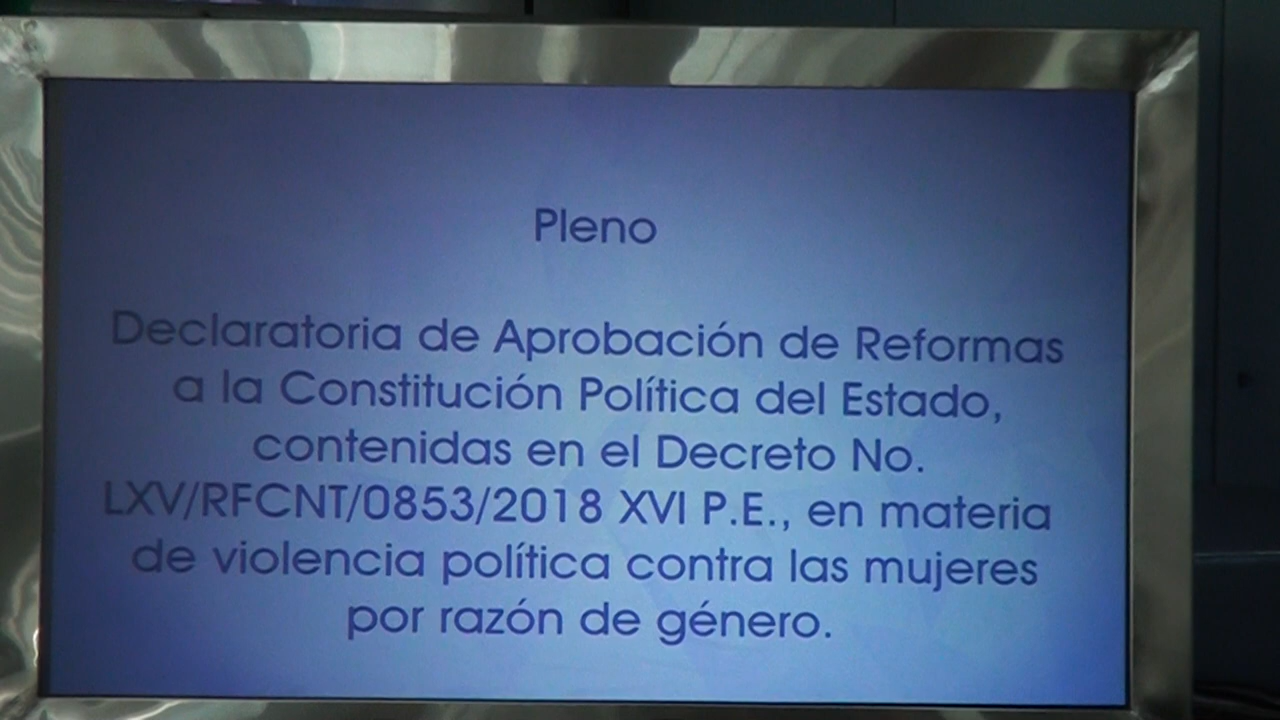 Pleno
Declaratoria de Aprobación de Reformas
a la Constitución Política del Estado,
contenidas en el Decreto No.
LXV/RFCNT/0853/2018 XVI P.E., en materia
de violencia política contra las mujeres
por razón de género.